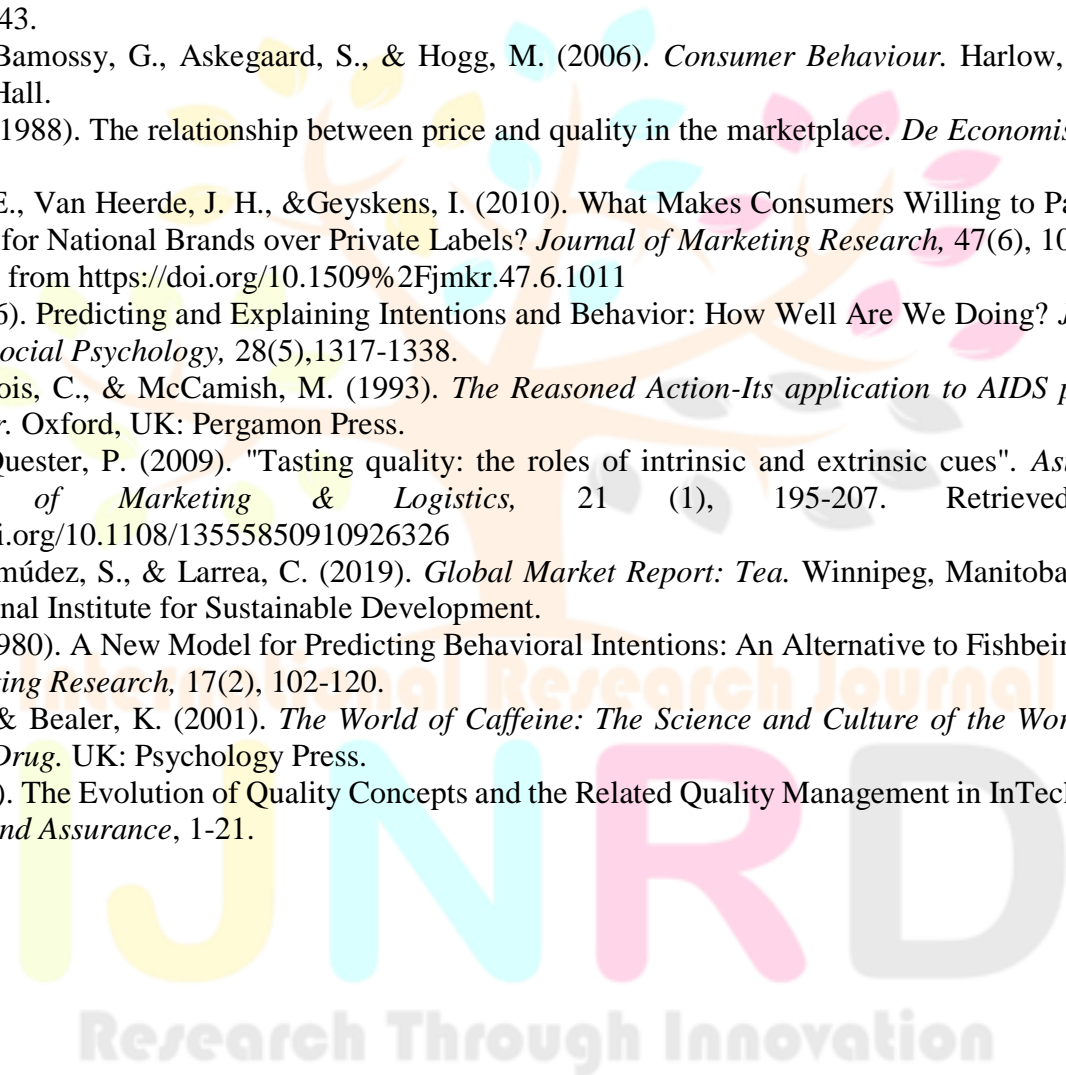 43.
Bamossy, G., Askegaard, S., & Hogg, M. (2006). Consumer Behaviour. Harlow,
Hall.
1988). The relationship between price and quality in the marketplace. De Economis
E., Van Heerde, J. H., &Geyskens, I. (2010). What Makes Consumers Willing to Pa
for National Brands over Private Labels? Journal of Marketing Research, 47(6), 10
from https://doi.org/10.1509%2Fjmkr.47.6.1011
6). Predicting and Explaining Intentions and Behavior: How Well Are We Doing? J
ocial Psychology, 28(5),1317-1338.
ois, C., & McCamish, M. (1993). The Reasoned Action-Its application to AIDS p
r. Oxford, UK: Pergamon Press.
Quester, P. (2009). "Tasting quality: the roles of intrinsic and extrinsic cues". Asi
of Marketing & Logistics, 21 (1), 195-207. Retrieved
i.org/10.1108/13555850910926326
múdez, S., & Larrea, C. (2019). Global Market Report: Tea. Winnipeg, Manitoba
nal Institute for Sustainable Development.
980). A New Model for Predicting Behavioral Intentions: An Alternative to Fishbein
ting Research, 17(2), 102-120.
International Research Journal
& Bealer, K. (2001). The World of Caffeine: The Science and Culture of the Wor
Drug. UK: Psychology Press.
). The Evolution of Quality Concepts and the Related Quality Management in InTech
nd Assurance, 1-21.
IJNRD
Research Through Innovation